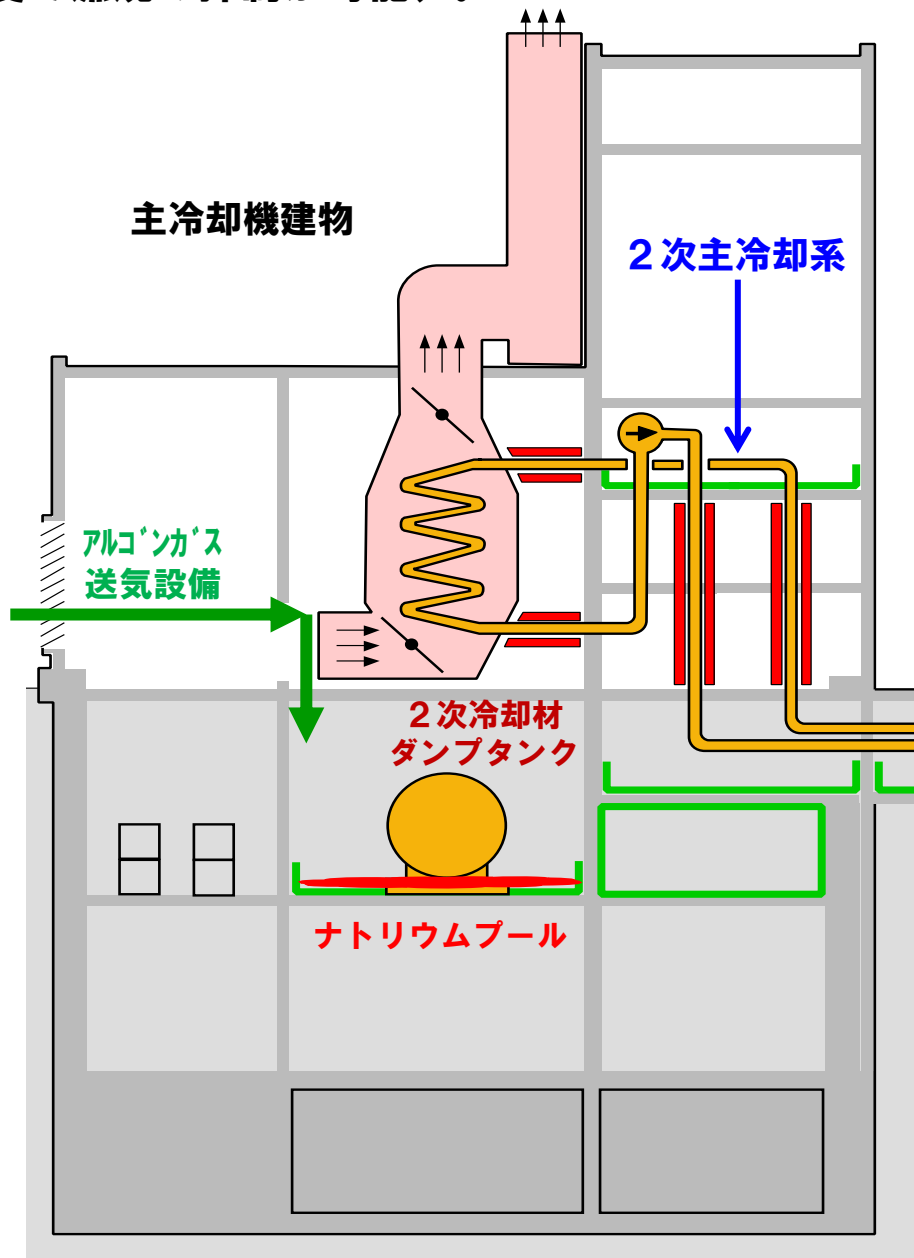 主冷却機建物
２次主冷却系
ｱﾙｺﾞﾝｶﾞｽ
送気設備
２次冷却材
ダンプタンク
ナトリウムプール